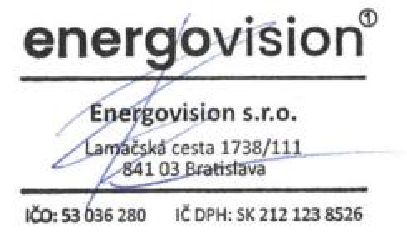 energovision ①
Energovision s.r.o.
Lamačská cesta 1738/111
841 03 Bratislava
IČO: 53 036 280 IČ DPH: SK 212 123 8526